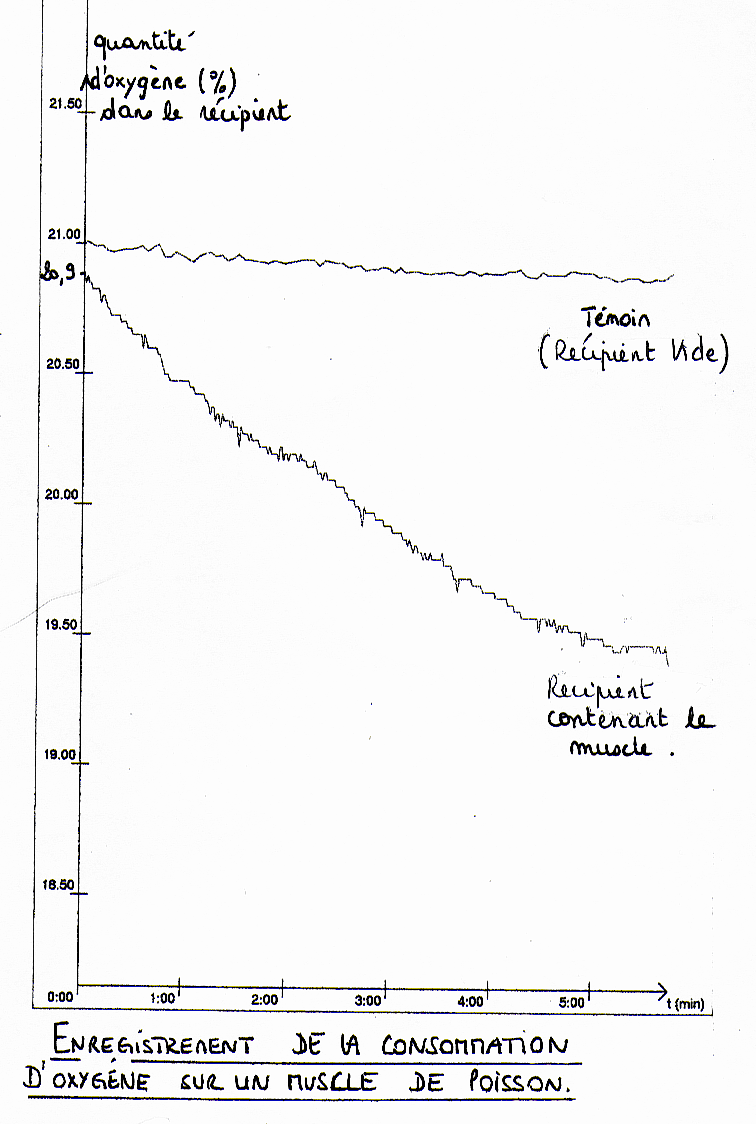 quantité
d'oxygène (%)
dans le récipient
21.50
21.00
20,9
20.50
20.00
19.50
19.00
18.50
Témoin
(Récipient Vide)
Recipient
contenant le
muscle.
0:00 1:00 2:00 3:00 4:00 5:00 t (min)
ENREGISTREMENT DE LA CONSOMMATION
D'OXYGÉNE SUR UN MUSCLE DE POISSON.